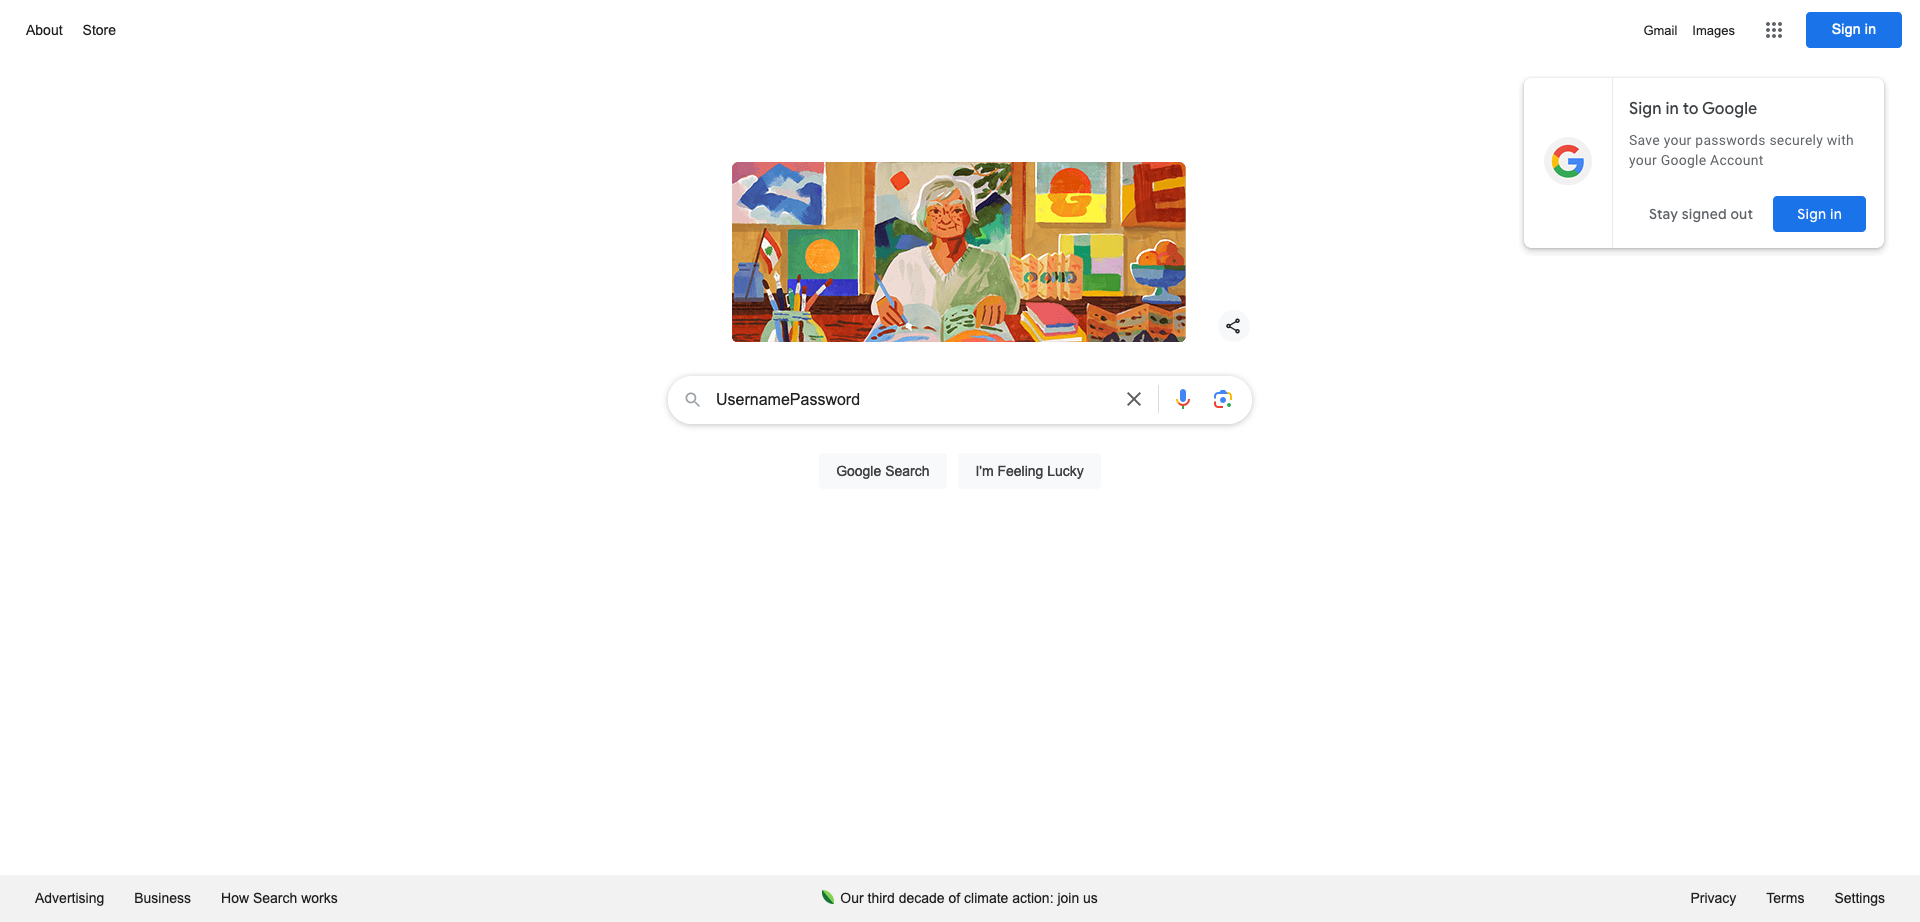 About Store
Gmail Images Sign in
Sign in to Google
Save your passwords securely with
your Google Account
Stay signed out Sign in
UsernamePassword
Google Search I'm Feeling Lucky
Advertising Business How Search works Our third decade of climate action: join us Privacy Terms Settings